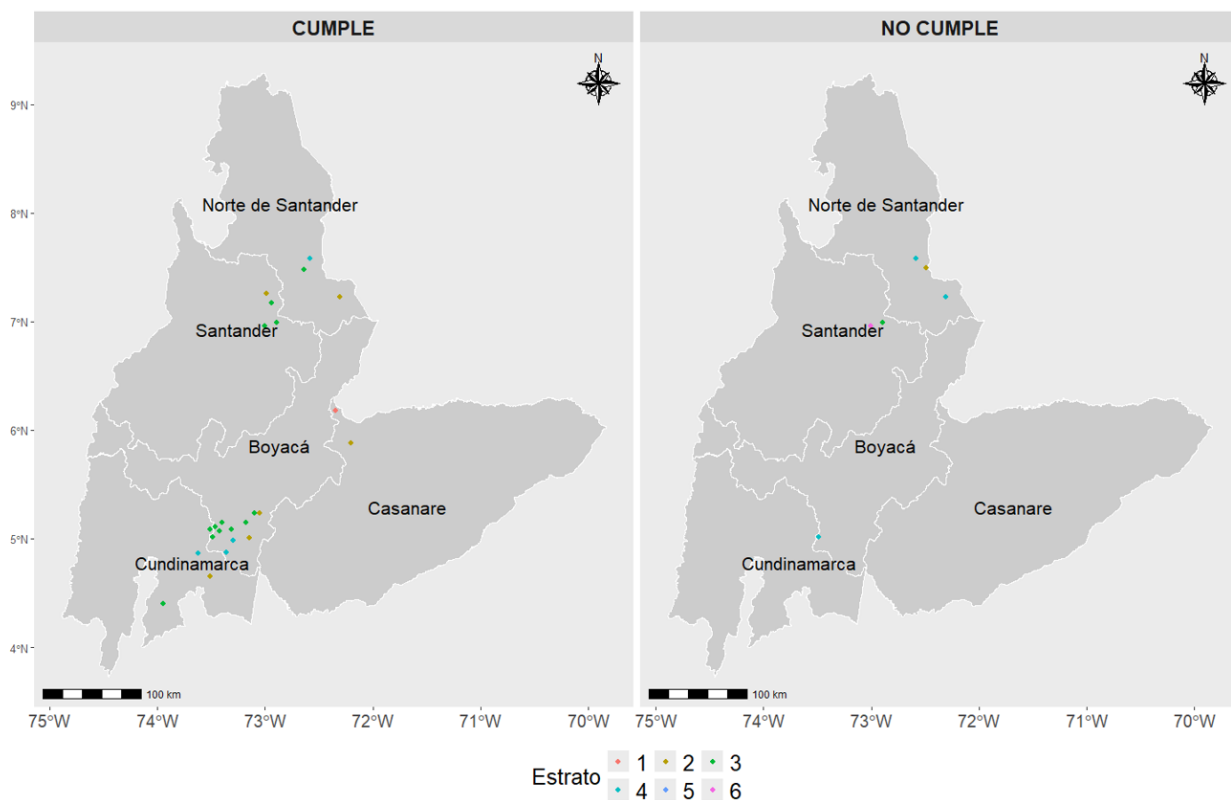 CUMPLE
NO CUMPLE
N
N
9°N
8°N
7°N
6°N
5°N
4°N
Norte de Santander
Santander
Boyacá
Casanare
Cundinamarca
100 km
75°W 74°W 73°W 72°W 71°W 70°W
Norte de Santander
Santander
Boyacá
Casanare
Cundinamarca
100 km
75°W 74°W 73°W 72°W 71°W 70°W
Estrato
1 2 3
4 5 6